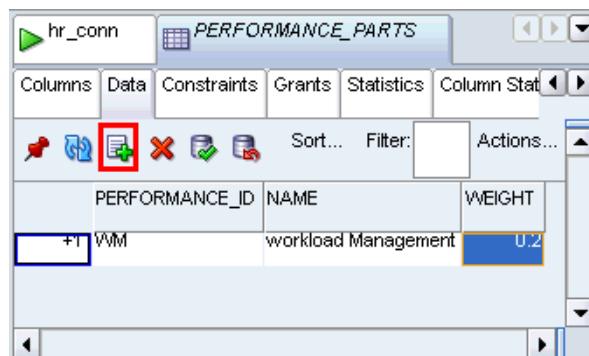 hr_conn PERFORMANCE_PARTS
Columns Data Constraints Grants Statistics Column Stat
Sort... Filter: Actions...
PERFORMANCE_ID NAME WEIGHT
+1 WM workload Management 0.2